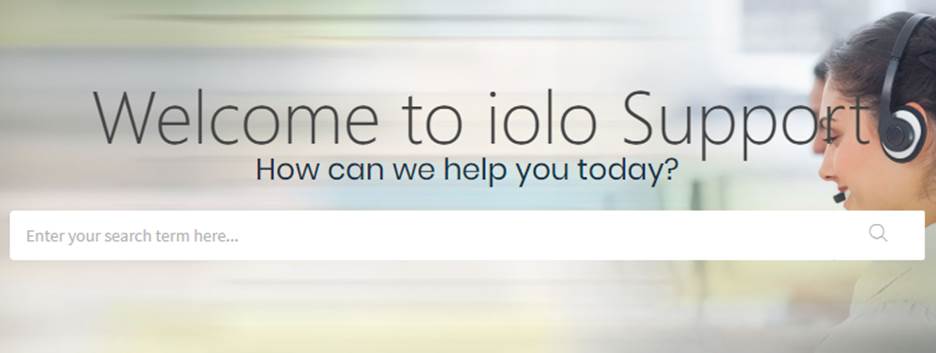 Welcome to iolo Support
How can we help you today?
Enter your search term here...